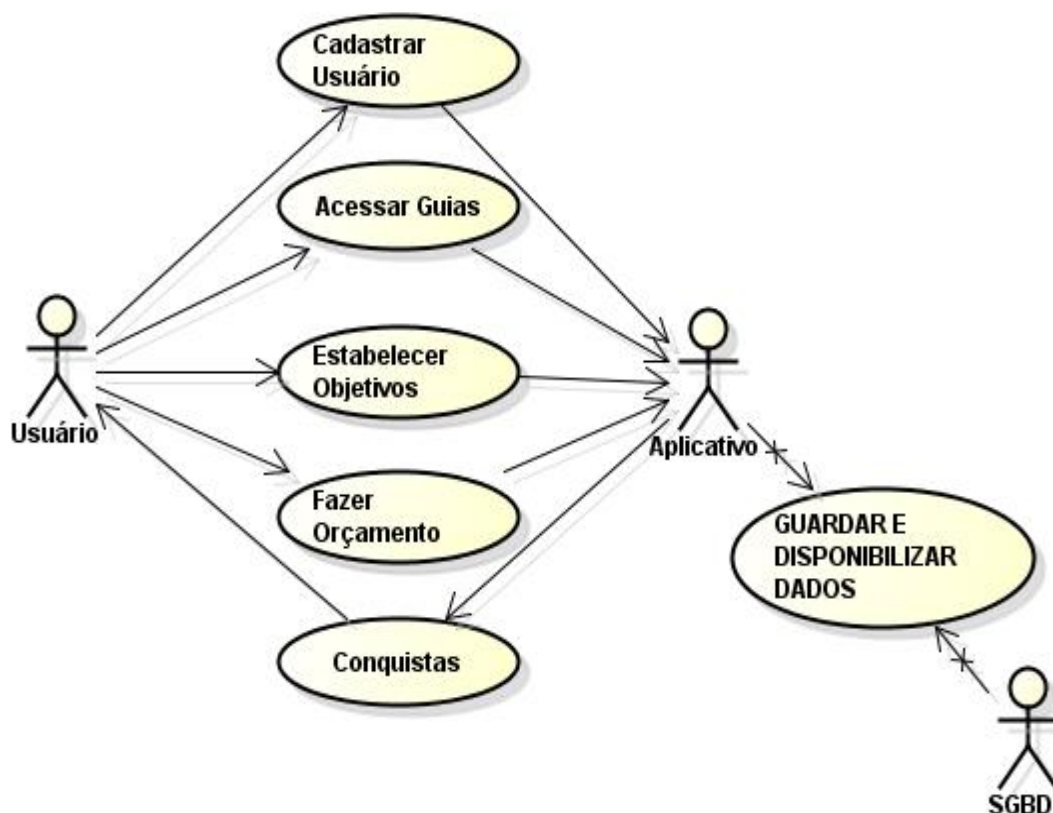 Cadastrar
Usuário
Acessar Guias
Estabelecer
Objetivos
Usuário
Aplicativo
Fazer
Orçamento
GUARDAR E
DISPONIBILIZAR
DADOS
Conquistas
SGBD